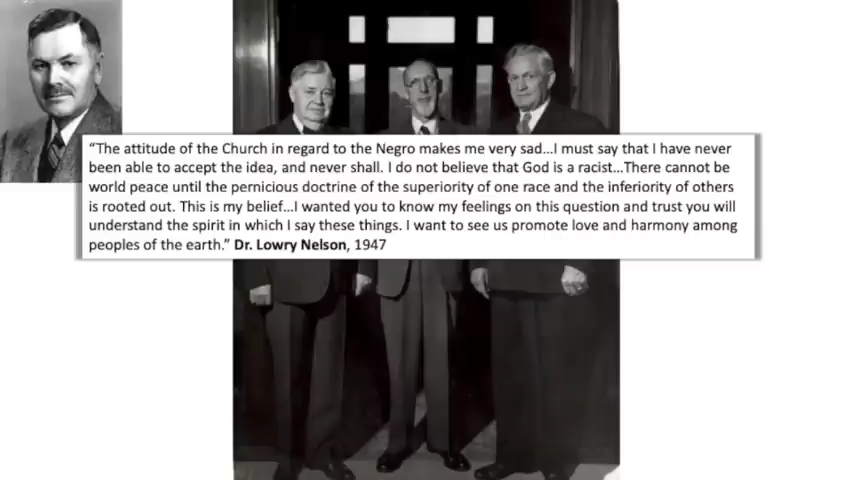 “The attitude of the Church in regard to the Negro makes me very sad...I must say that I have never
been able to accept the idea, and never shall. I do not believe that God is a racist...There cannot be
world peace until the pernicious doctrine of the superiority of one race and the inferiority of others
is rooted out. This is my belief...I wanted you to know my feelings on this question and trust you will
understand the spirit in which I say these things. I want to see us promote love and harmony among
peoples of the earth.” Dr. Lowry Nelson, 1947